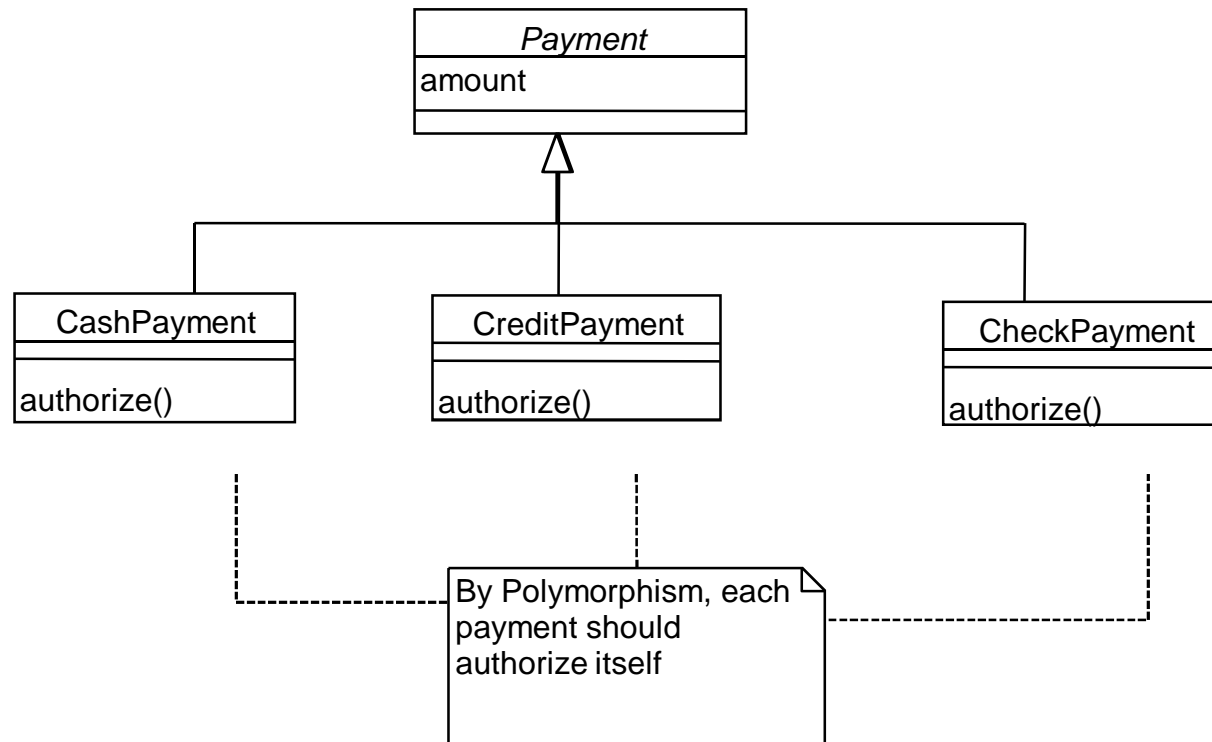 Payment
amount
CashPayment
authorize()
CreditPayment
authorize()
CheckPayment
authorize()
By Polymorphism, each
payment should
authorize itself